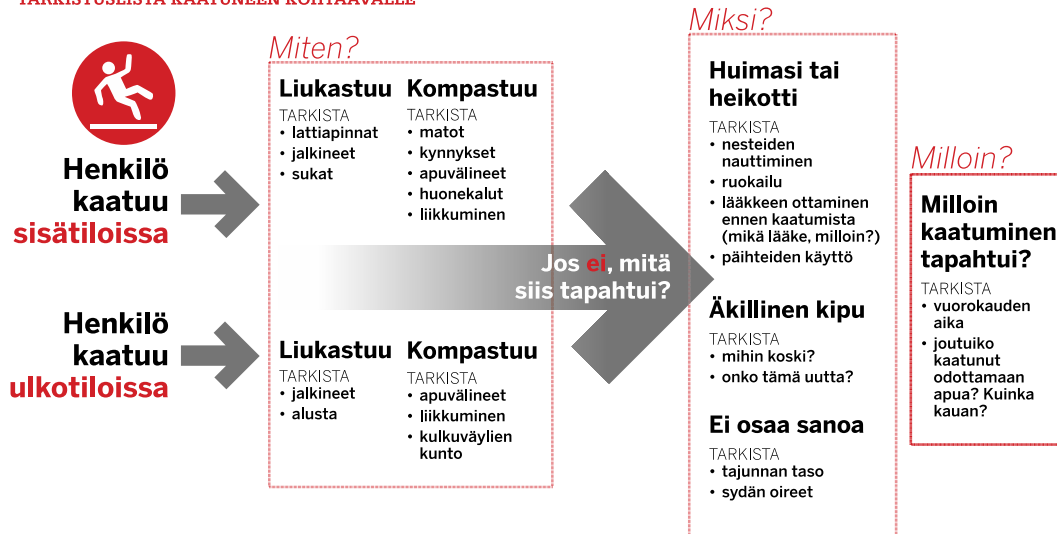 TARKISTUSLISTA KAATUNEEN KOHTAAVALLE
Henkilö
kaatuu
sisätiloissa
Henkilö
kaatuu
ulkotiloissa
Miten?
Liukastuu
TARKISTA
• lattiapinnat
• jalkineet
• sukat
Kompastuu
TARKISTA
• matot
• kynnykset
• apuvälineet
• huonekalut
• liikkuminen
Jos ei, mitä
siis tapahtui?
Liukastuu
TARKISTA
• jalkineet
• alusta
Kompastuu
TARKISTA
• apuvälineet
• liikkuminen
• kulkuväylien
kunto
Miksi?
Huimasi tai
heikotti
TARKISTA
• nesteiden
nauttiminen
• ruokailu
• lääkkeen ottaminen
ennen kaatumista
(mikä lääke, milloin?)
• päihteiden käyttö
Äkillinen kipu
TARKISTA
• mihin koski?
• onko tämä uutta?
Ei osaa sanoa
TARKISTA
• tajunnan taso
• sydän oireet
Milloin?
Milloin
kaatuminen
tapahtui?
TARKISTA
• vuorokauden
aika
• joutuiko
kaatunut
odottamaan
apua? Kuinka
kauan?